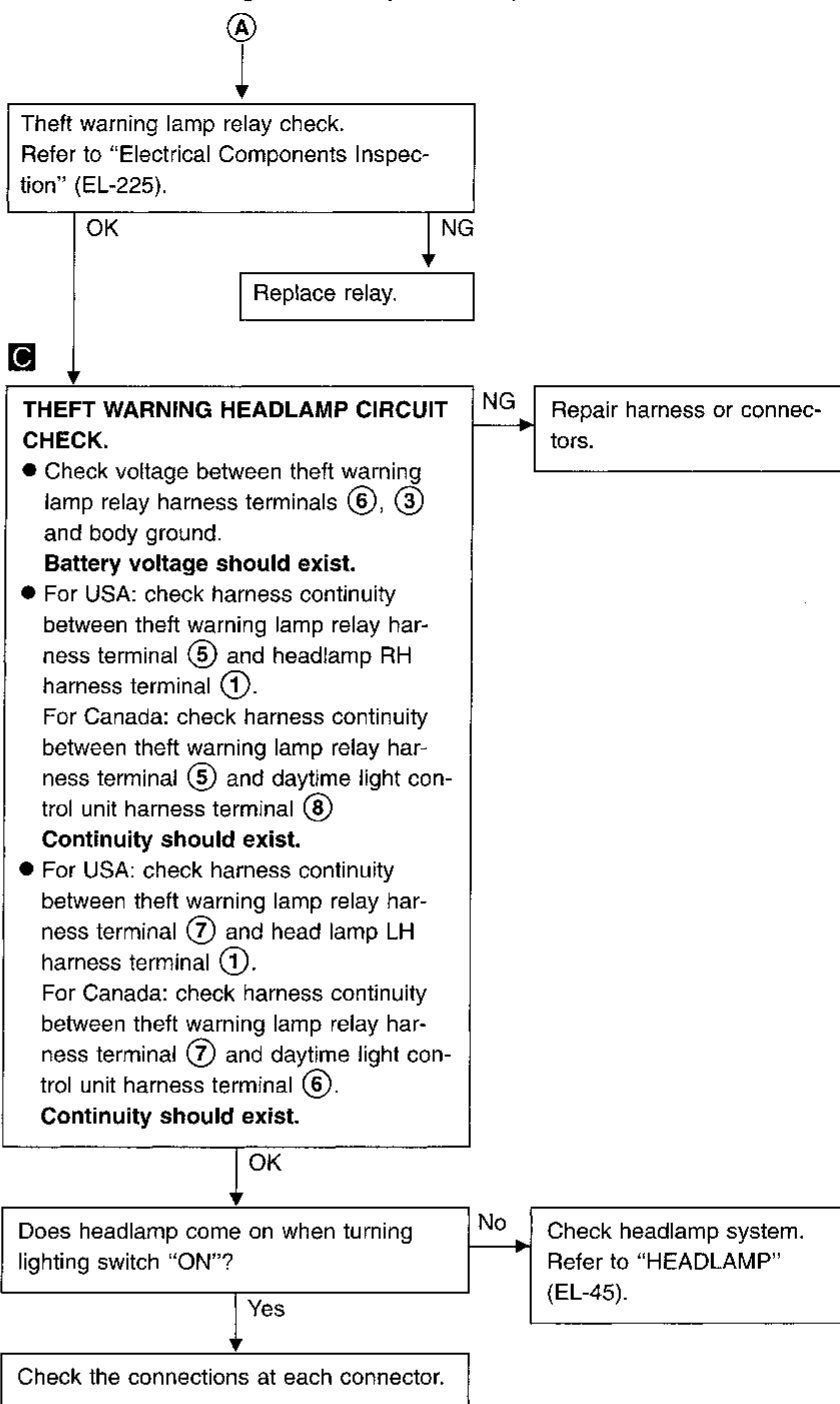 A
Theft warning lamp relay check.
Refer to “Electrical Components Inspec-
tion” (EL-225).
OK
NG
Replace relay.
C
THEFT WARNING HEADLAMP CIRCUIT
CHECK.
● Check voltage between theft warning
lamp relay harness terminals ⑥, ③
and body ground.
Battery voltage should exist.
● For USA: check harness continuity
between theft warning lamp relay har-
ness terminal ⑤ and headlamp RH
harness terminal ①.
For Canada: check harness continuity
between theft warning lamp relay har-
ness terminal ⑤ and daytime light con-
trol unit harness terminal ⑧
Continuity should exist.
● For USA: check harness continuity
between theft warning lamp relay har-
ness terminal ⑦ and head lamp LH
harness terminal ①.
For Canada: check harness continuity
between theft warning lamp relay har-
ness terminal ⑦ and daytime light con-
trol unit harness terminal ⑥.
Continuity should exist.
NG
Repair harness or connec-
tors.
OK
Does headlamp come on when turning
lighting switch “ON”?
No
Check headlamp system.
Refer to “HEADLAMP”
(EL-45).
Yes
Check the connections at each connector.